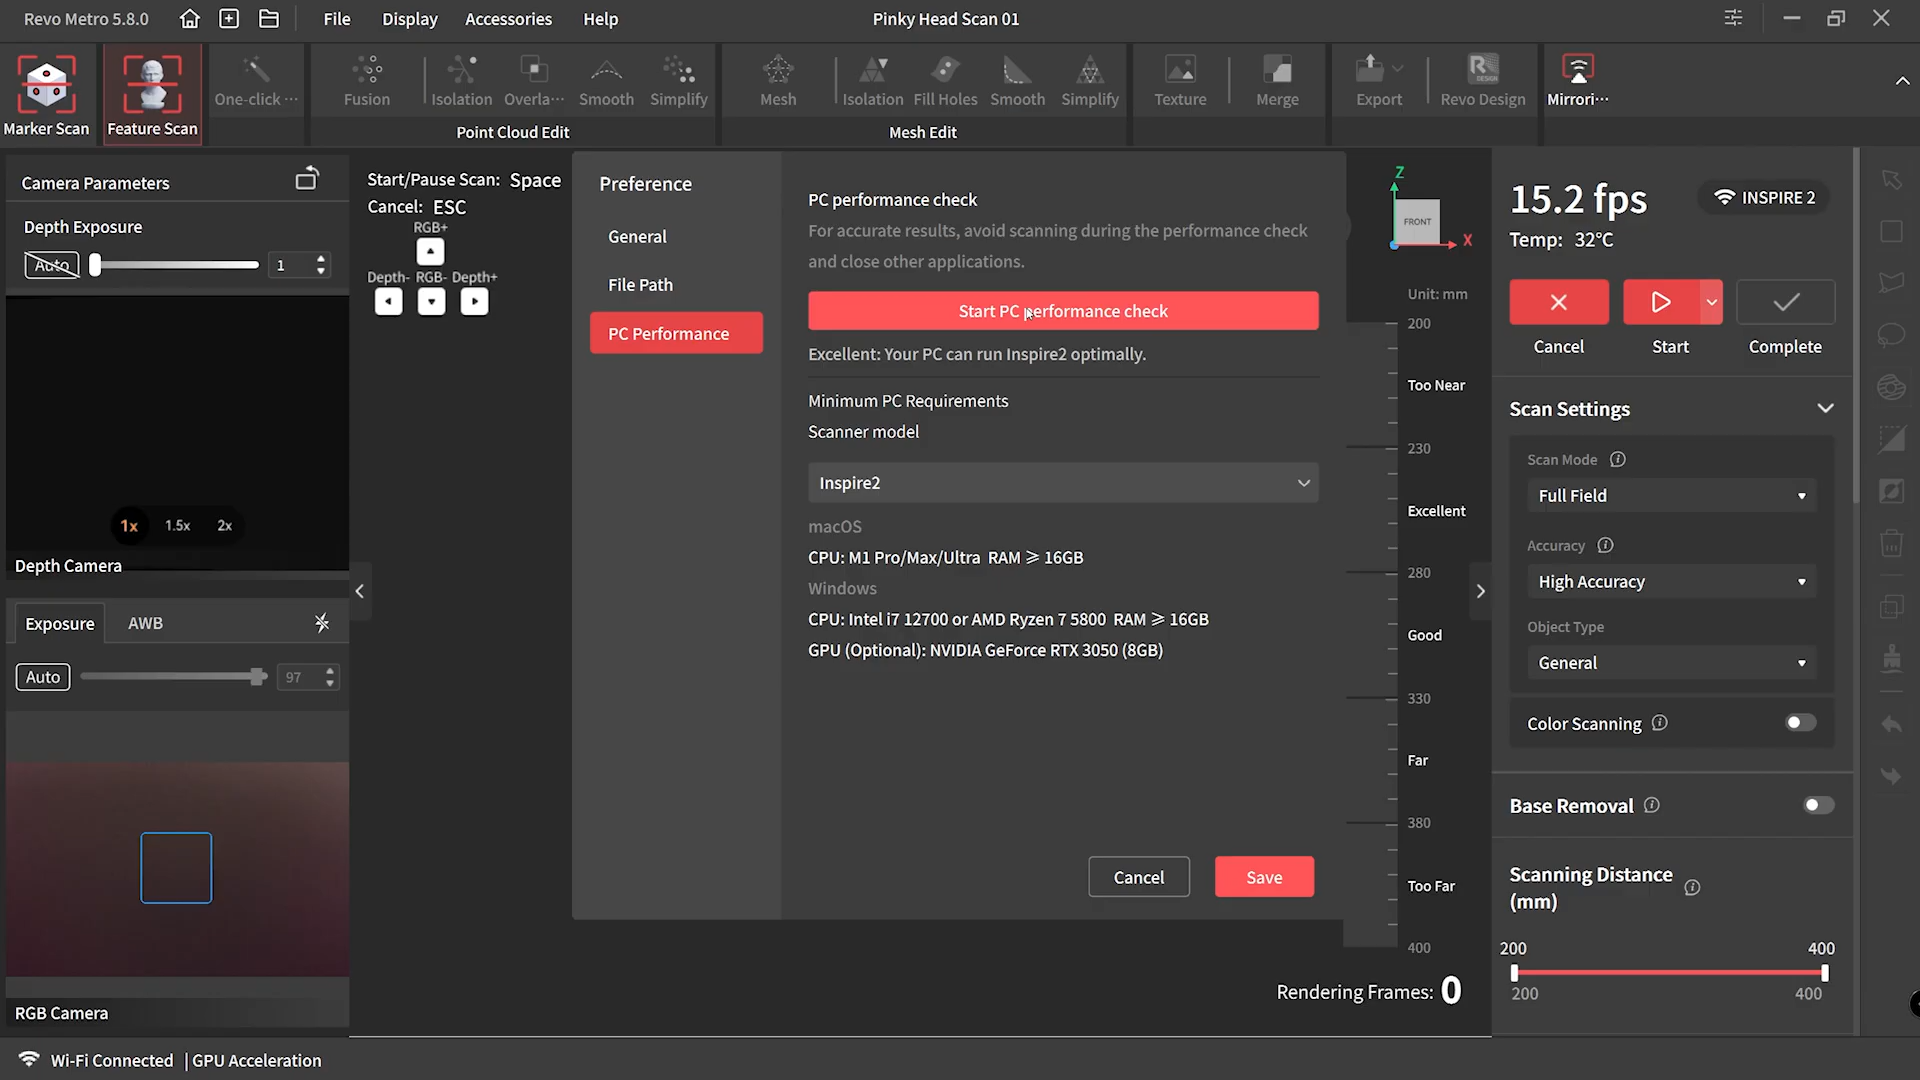 Revo Metro 5.8.0
File
Display
Accessories
Help
Pinky Head Scan 01
Marker Scan
Feature Scan
One-click ···
Fusion
Isolation
Overla···
Smooth
Simplify
Point Cloud Edit
Mesh
Isolation
Fill Holes
Smooth
Simplify
Mesh Edit
Texture
Merge
Export
Revo Design
Mirrori···
Camera Parameters
Depth Exposure
Auto
1
1x
1.5x
2x
Depth Camera
Exposure
AWB
Auto
97
RGB Camera
Start/Pause Scan: Space
Cancel: ESC
RGB+
Depth- RGB- Depth+
Preference
General
File Path
PC Performance
PC performance check
For accurate results, avoid scanning during the performance check
and close other applications.
Start PC performance check
Excellent: Your PC can run Inspire2 optimally.
Minimum PC Requirements
Scanner model
Inspire2
macOS
CPU: M1 Pro/Max/Ultra RAM ⩾ 16GB
Windows
CPU: Intel i7 12700 or AMD Ryzen 7 5800 RAM ⩾ 16GB
GPU (Optional): NVIDIA GeForce RTX 3050 (8GB)
Cancel
Save
Z
FRONT
X
Unit: mm
200
Too Near
230
Excellent
280
Good
330
Far
380
Too Far
400
Rendering Frames: 0
15.2 fps
INSPIRE 2
Temp: 32℃
Cancel
Start
Complete
Scan Settings
Scan Mode
Full Field
Accuracy
High Accuracy
Object Type
General
Color Scanning
Base Removal
Scanning Distance
(mm)
200
400
200
400
Wi-Fi Connected | GPU Acceleration